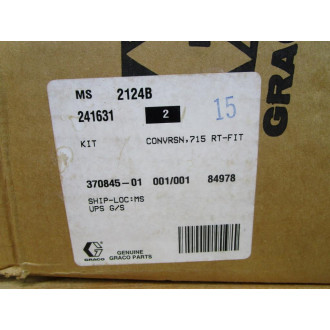 MS 2124B
241631 2 15
KIT CONVRSN,715 RT-FIT
370845-01 001/001 84978
SHIP-LOC:MS
UPS G/S
GRACO
GENUINE
GRACO PARTS
GRACO